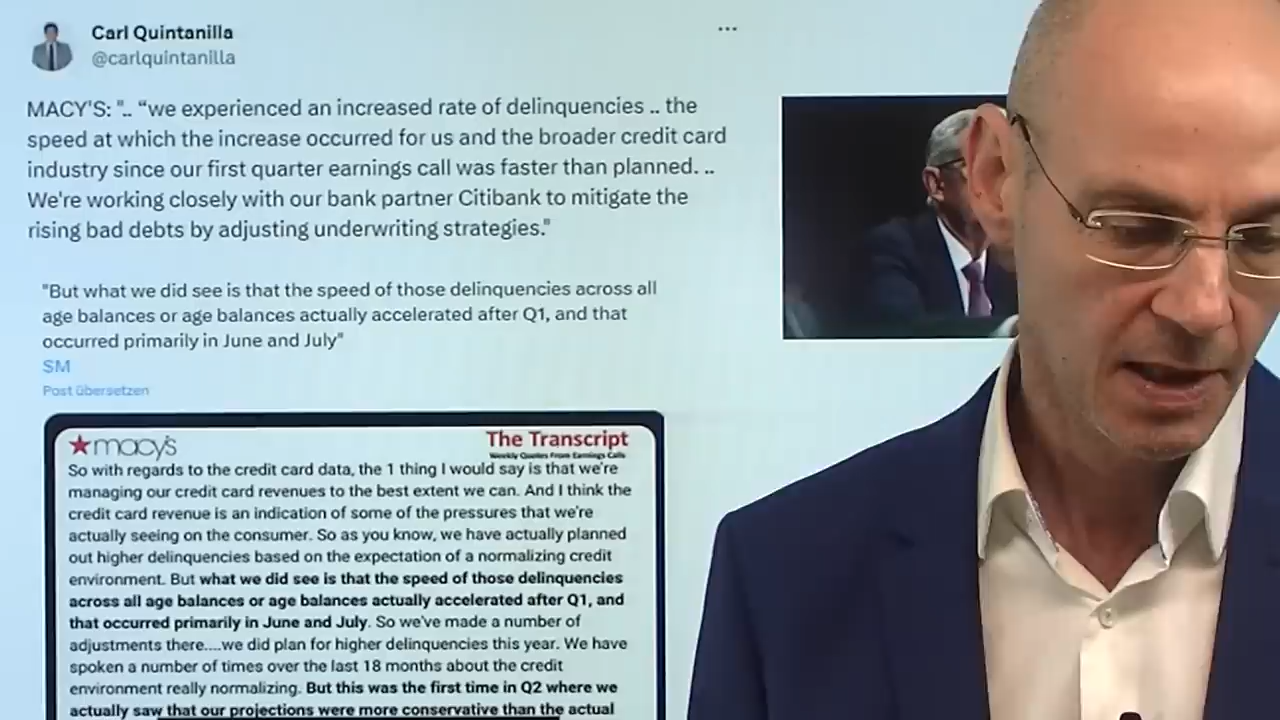 Carl Quintanilla
@carlquintanilla
MACY'S: ".. “we experienced an increased rate of delinquencies .. the
speed at which the increase occurred for us and the broader credit card
industry since our first quarter earnings call was faster than planned. ..
We're working closely with our bank partner Citibank to mitigate the
rising bad debts by adjusting underwriting strategies."
"But what we did see is that the speed of those delinquencies across all
age balances or age balances actually accelerated after Q1, and that
occurred primarily in June and July"
SM
Post übersetzen
macy's
The Transcript
Weekly Quotes From Earnings Calls
So with regards to the credit card data, the 1 thing I would say is that we're
managing our credit card revenues to the best extent we can. And I think the
credit card revenue is an indication of some of the pressures that we're
actually seeing on the consumer. So as you know, we have actually planned
out higher delinquencies based on the expectation of a normalizing credit
environment. But what we did see is that the speed of those delinquencies
across all age balances or age balances actually accelerated after Q1, and
that occurred primarily in June and July. So we've made a number of
adjustments there....we did plan for higher delinquencies this year. We have
spoken a number of times over the last 18 months about the credit
environment really normalizing. But this was the first time in Q2 where we
actually saw that our projections were more conservative than the actual